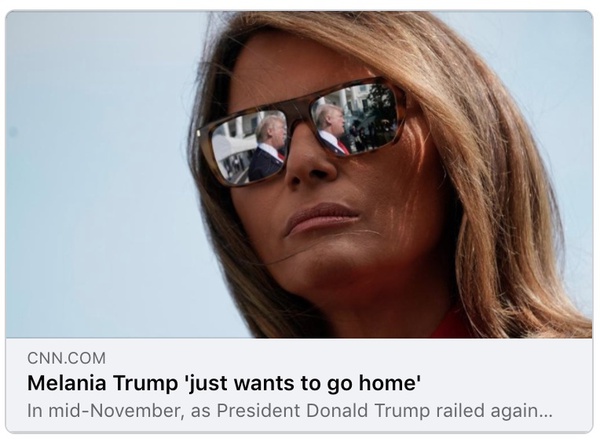 CNN.COM
Melania Trump 'just wants to go home'
In mid-November, as President Donald Trump railed again...